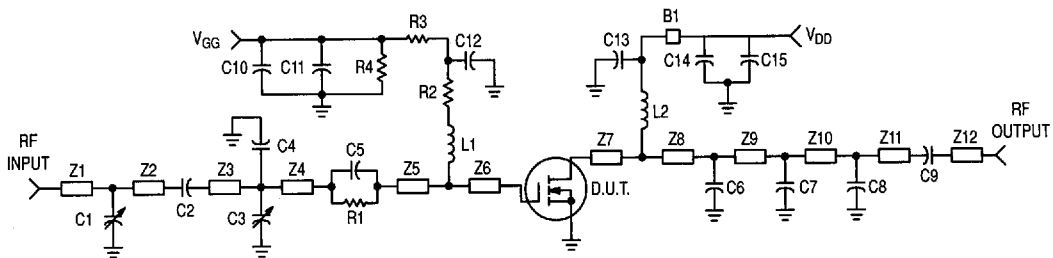 VGG
C10
C11
R4
R3
C12
R2
L1
C13
B1
C14
C15
VDD
L2
RF
INPUT
Z1
C1
Z2
C2
Z3
C4
C3
Z4
C5
R1
Z5
Z6
D.U.T.
Z7
Z8
C6
Z9
C7
Z10
C8
Z11
C9
Z12
RF
OUTPUT